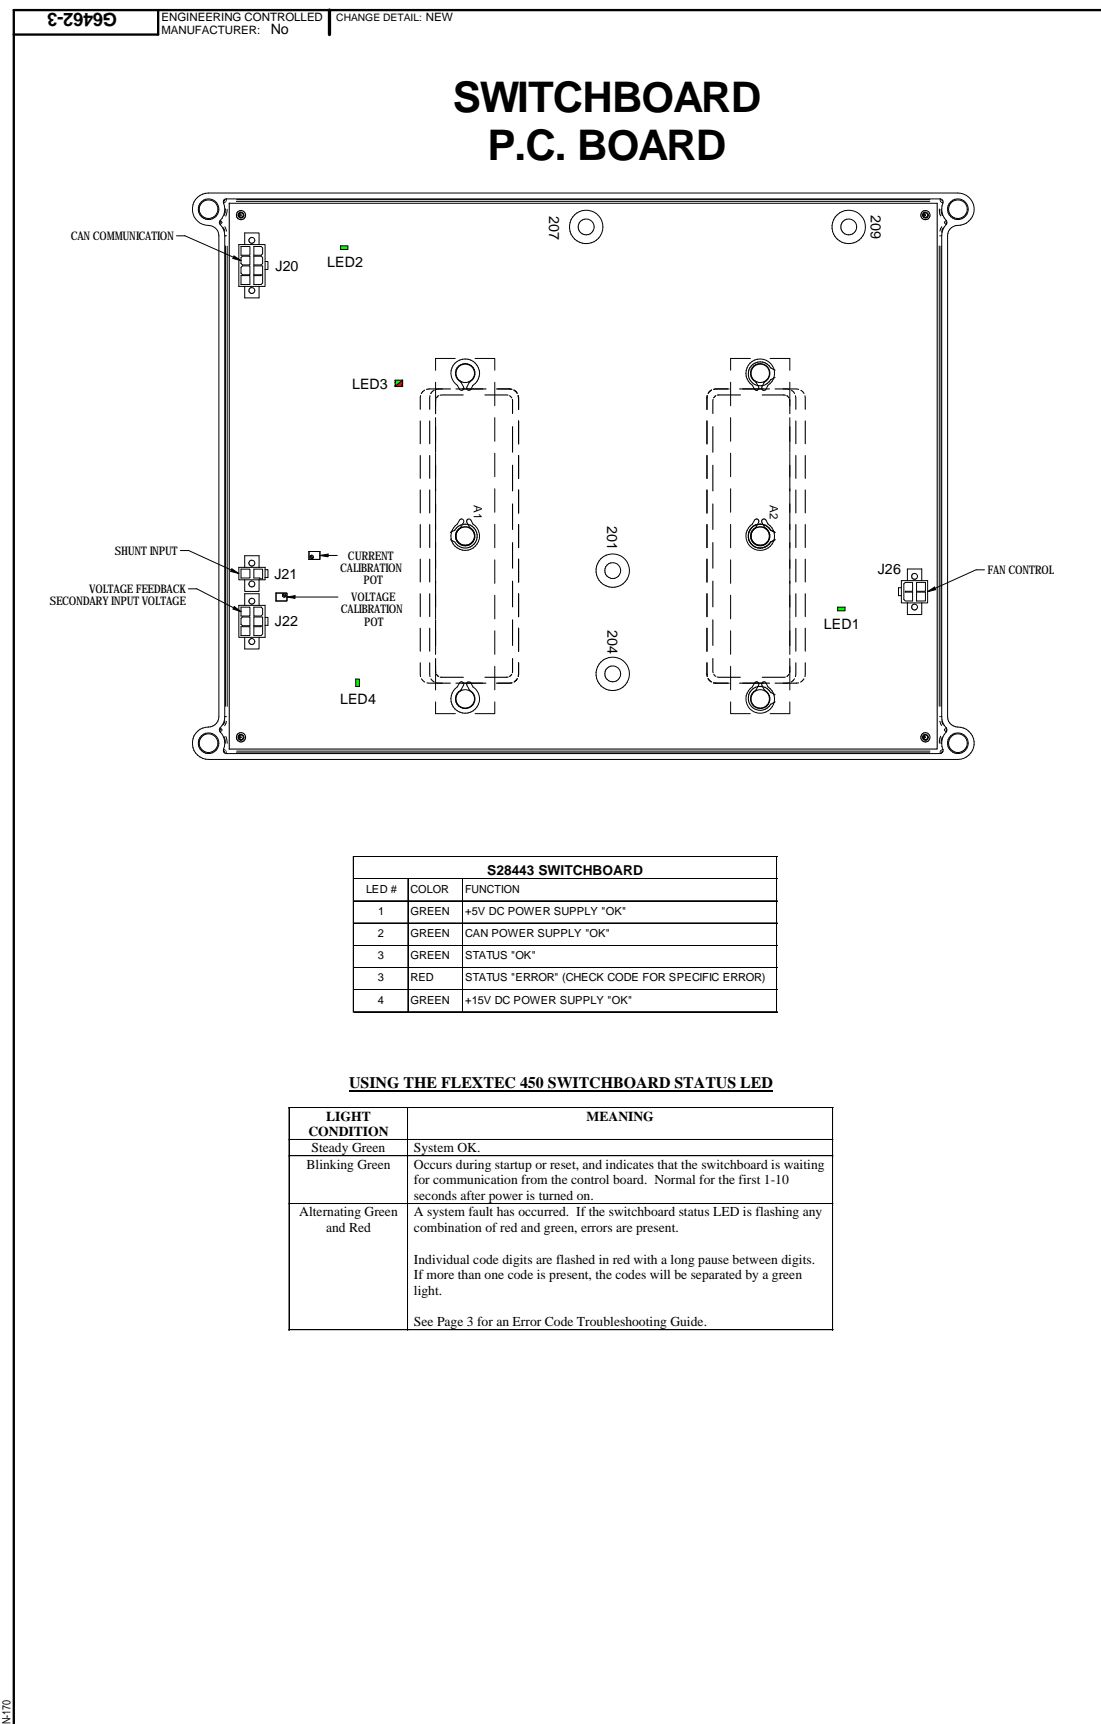 G6462-3
ENGINEERING CONTROLLED
MANUFACTURER: No
CHANGE DETAIL: NEW
SWITCHBOARD
P.C. BOARD
207
209
CAN COMMUNICATION
J20
LED2
LED3
A1
A2
201
SHUNT INPUT
J21
CURRENT
CALIBRATION
POT
J26
FAN CONTROL
VOLTAGE FEEDBACK
SECONDARY INPUT VOLTAGE
J22
VOLTAGE
CALIBRATION
POT
LED1
204
LED4
S28443 SWITCHBOARD
LED # COLOR FUNCTION
1 GREEN +5V DC POWER SUPPLY "OK"
2 GREEN CAN POWER SUPPLY "OK"
3 GREEN STATUS "OK"
3 RED STATUS "ERROR" (CHECK CODE FOR SPECIFIC ERROR)
4 GREEN +15V DC POWER SUPPLY "OK"
USING THE FLEXTEC 450 SWITCHBOARD STATUS LED
LIGHT
CONDITION
MEANING
Steady Green System OK.
Blinking Green Occurs during startup or reset, and indicates that the switchboard is waiting
for communication from the control board. Normal for the first 1-10
seconds after power is turned on.
Alternating Green
and Red
A system fault has occurred. If the switchboard status LED is flashing any
combination of red and green, errors are present.
Individual code digits are flashed in red with a long pause between digits.
If more than one code is present, the codes will be separated by a green
light.
See Page 3 for an Error Code Troubleshooting Guide.
N-170